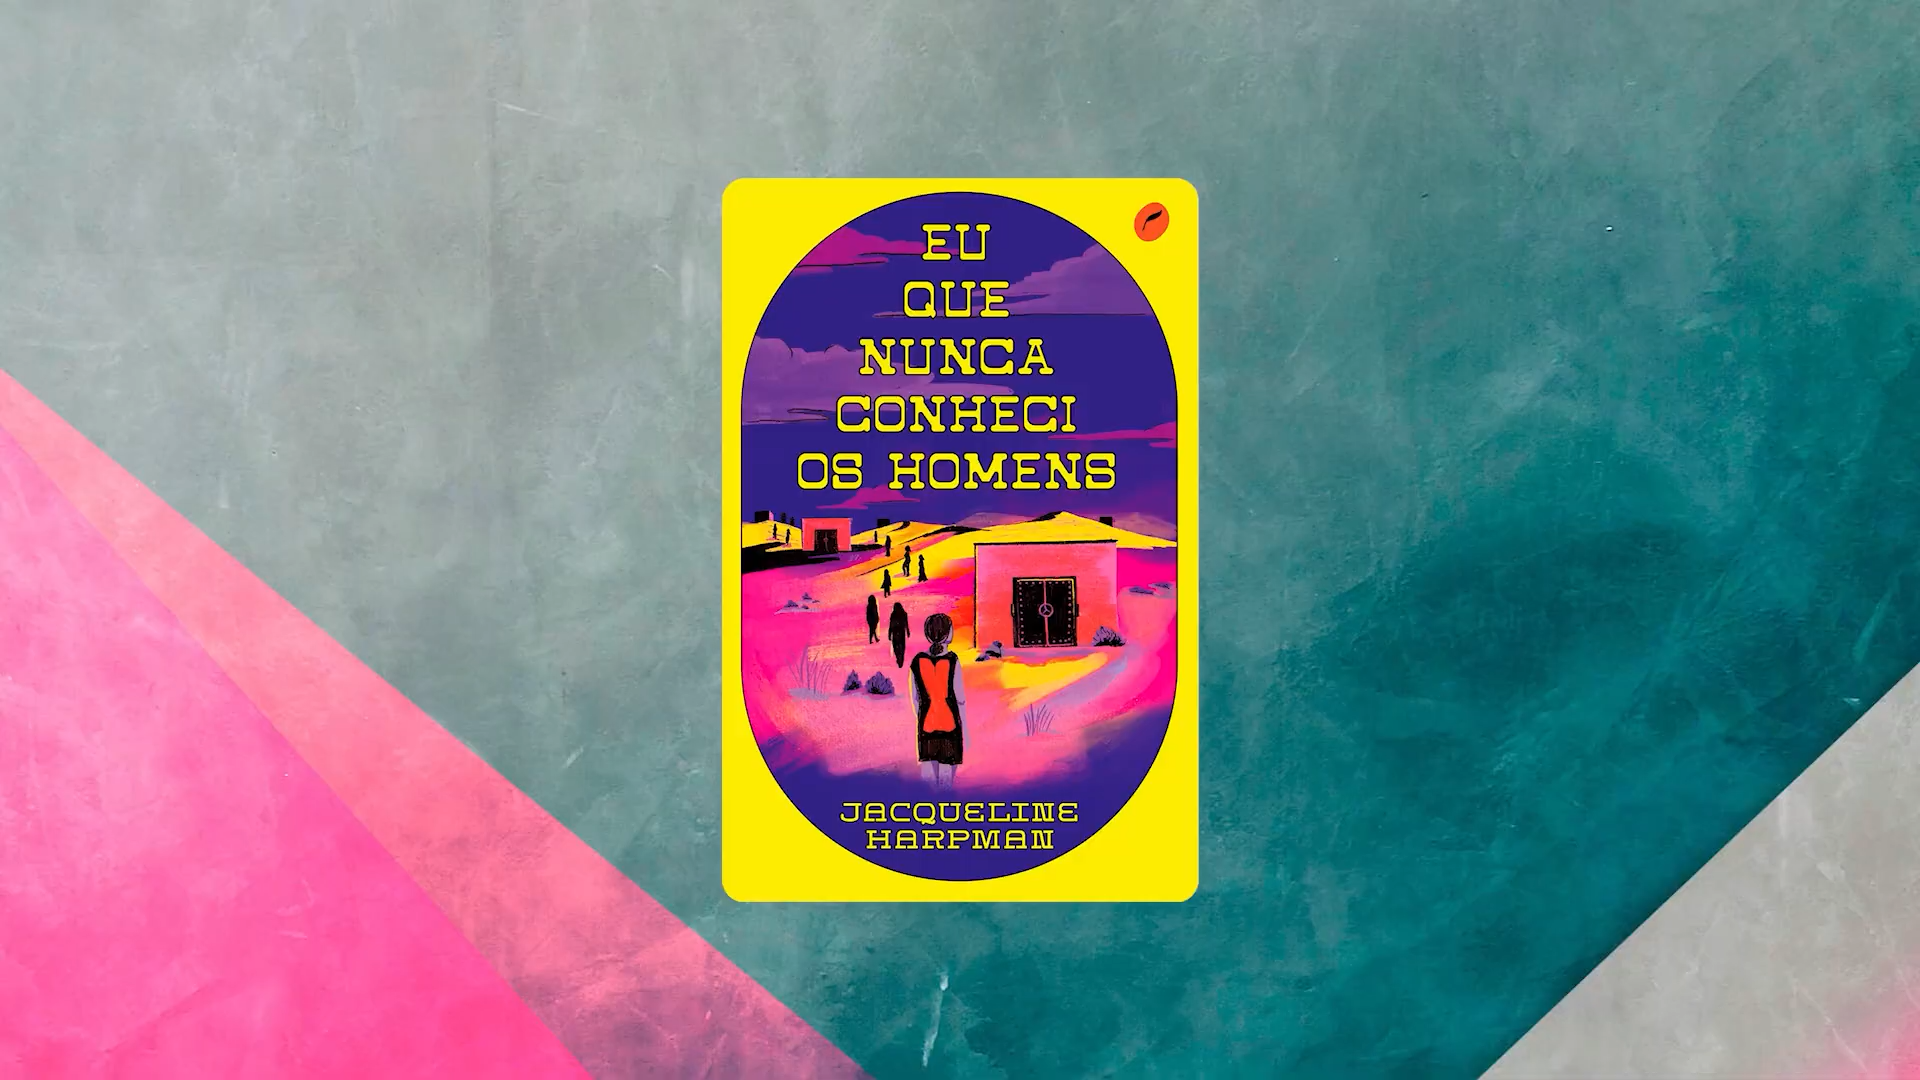 EU
QUE
NUNCA
CONHECI
OS HOMENS
JACQUELINE
HARPMAN